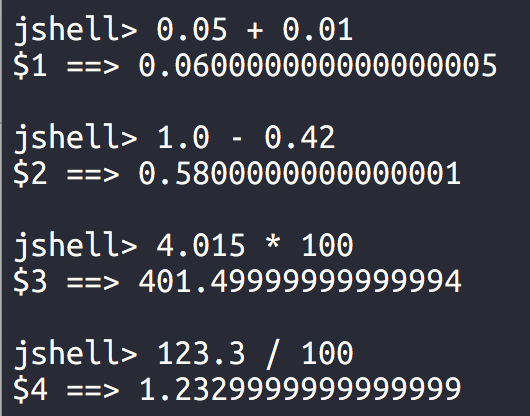 jshell> 0.05 + 0.01
$1 ==> 0.060000000000000005
jshell> 1.0 - 0.42
$2 ==> 0.5800000000000001
jshell> 4.015 * 100
$3 ==> 401.49999999999994
jshell> 123.3 / 100
$4 ==> 1.2329999999999999